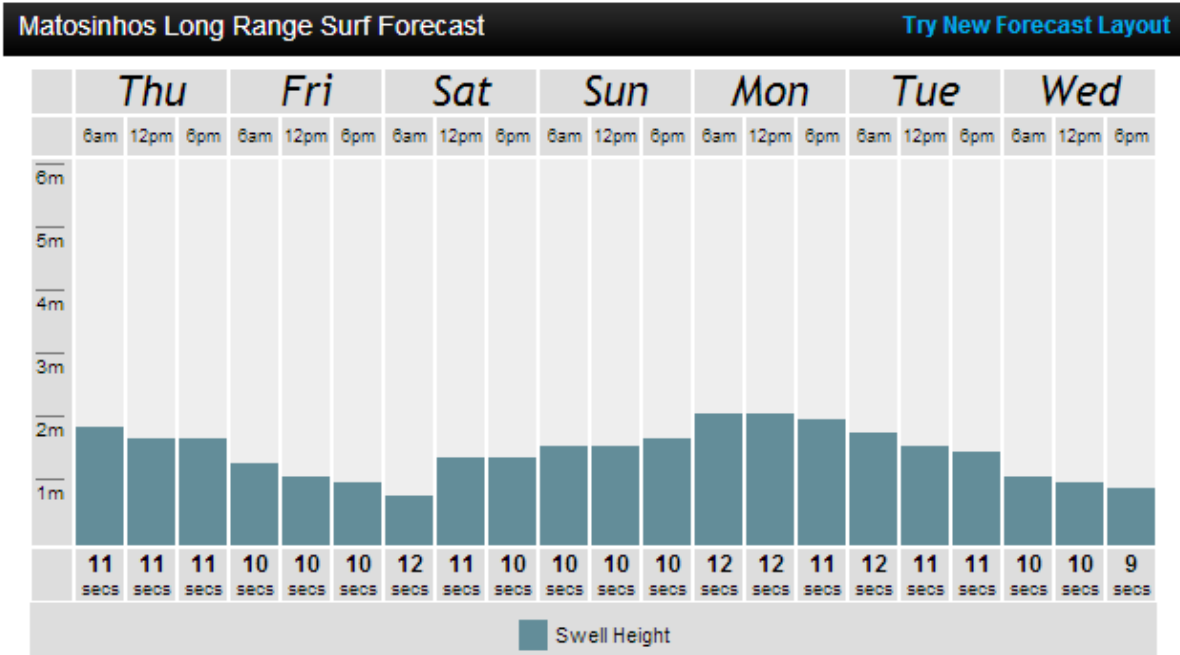 Matosinhos Long Range Surf Forecast Try New Forecast Layout
Thu Fri Sat Sun Mon Tue Wed
6am 12pm 6pm 6am 12pm 6pm 6am 12pm 6pm 6am 12pm 6pm 6am 12pm 6pm 6am 12pm 6pm 6am 12pm 6pm
6m
5m
4m
3m
2m
1m
11 11 11 10 10 10 12 11 10 10 10 10 12 12 11 12 11 11 10 10 9
secs secs secs secs secs secs secs secs secs secs secs secs secs secs secs secs secs secs secs secs secs
Swell Height